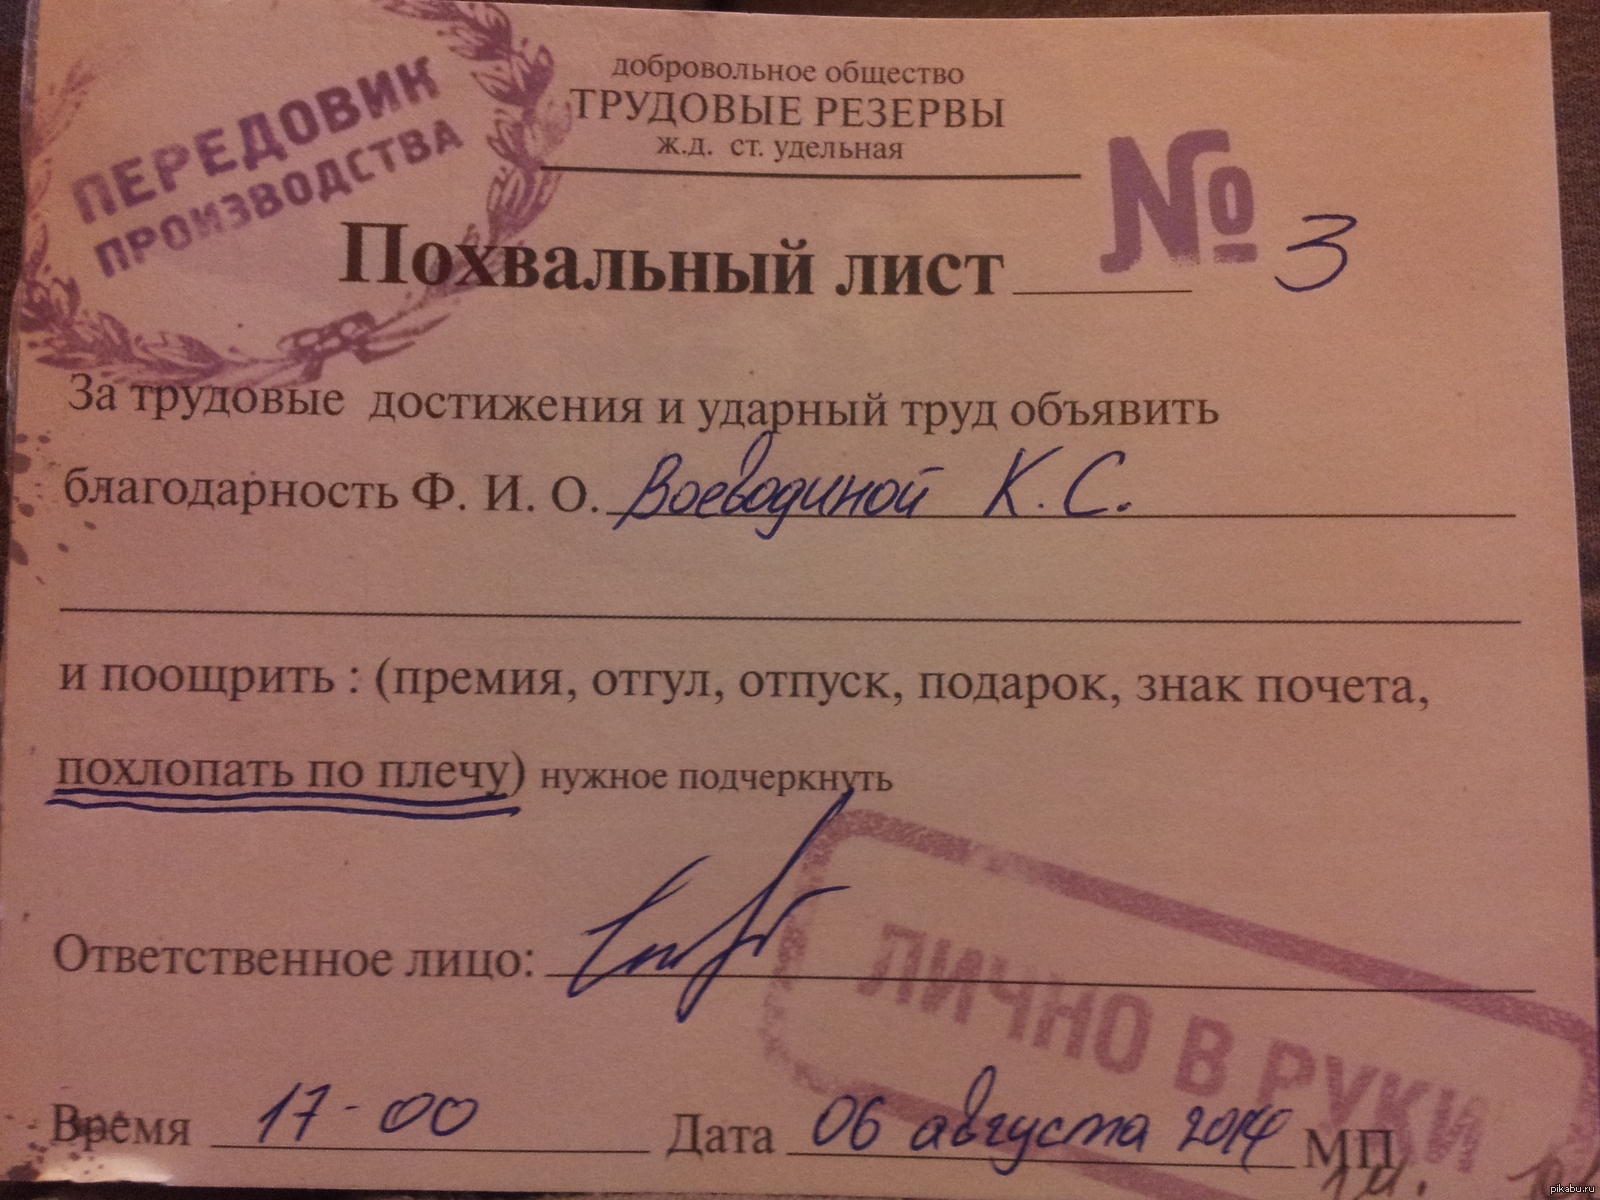 ПЕРЕДОВИК
ПРОИЗВОДСТВА
добровольное общество
ТРУДОВЫЕ РЕЗЕРВЫ
ж.д. ст. удельная
Похвальный лист № 3
За трудовые достижения и ударный труд объявить
благодарность Ф. И. О. Воеводиной К. С.
и поощрить : (премия, отгул, отпуск, подарок, знак почета,
похлопать по плечу) нужное подчеркнуть
Ответственное лицо:
ЛИЧНО В РУКИ
Время 17-00 Дата 06 августа 2014 МП
pikabu.ru